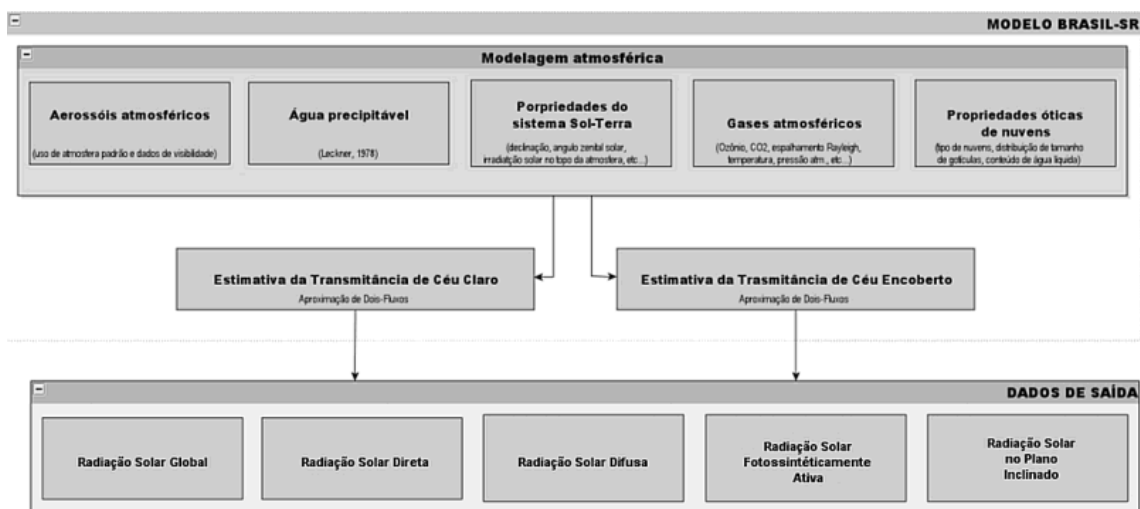 MODELO BRASIL-SR
Modelagem atmosférica
Aerossóis atmosféricos
(uso de atmosfera padrão e dados de visibilidade)
Água precipitável
(Leckner, 1978)
Porpriedades do
sistema Sol-Terra
(declinação, angulo zenital solar,
irradiatção solar no topo da atmosfera, etc...)
Gases atmosféricos
(Ozônio, CO2, espalhamento Rayleigh,
temperatura, pressão atm., etc...)
Propriedades óticas
de nuvens
(tipo de nuvens, distribuição de tamanho
de gotículas, conteúdo de água líquida)
Estimativa da Transmitância de Céu Claro
Aproximação de Dois-Fluxos
Estimativa da Trasmitância de Céu Encoberto
Aproximação de Dois-Fluxos
DADOS DE SAÍDA
Radiação Solar Global
Radiação Solar Direta
Radiação Solar Difusa
Radiação Solar
Fotossintéticamente
Ativa
Radiação Solar
no Plano
Inclinado